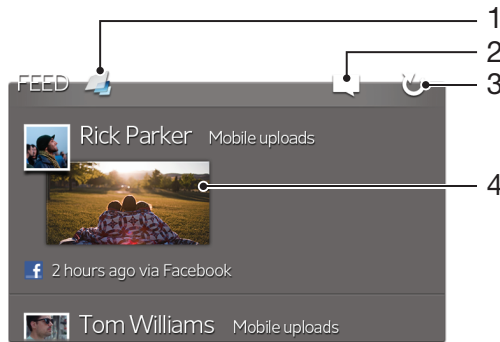 1
2
FEED
3
Rick Parker Mobile uploads
4
f 2 hours ago via Facebook
Tom Williams Mobile uploads